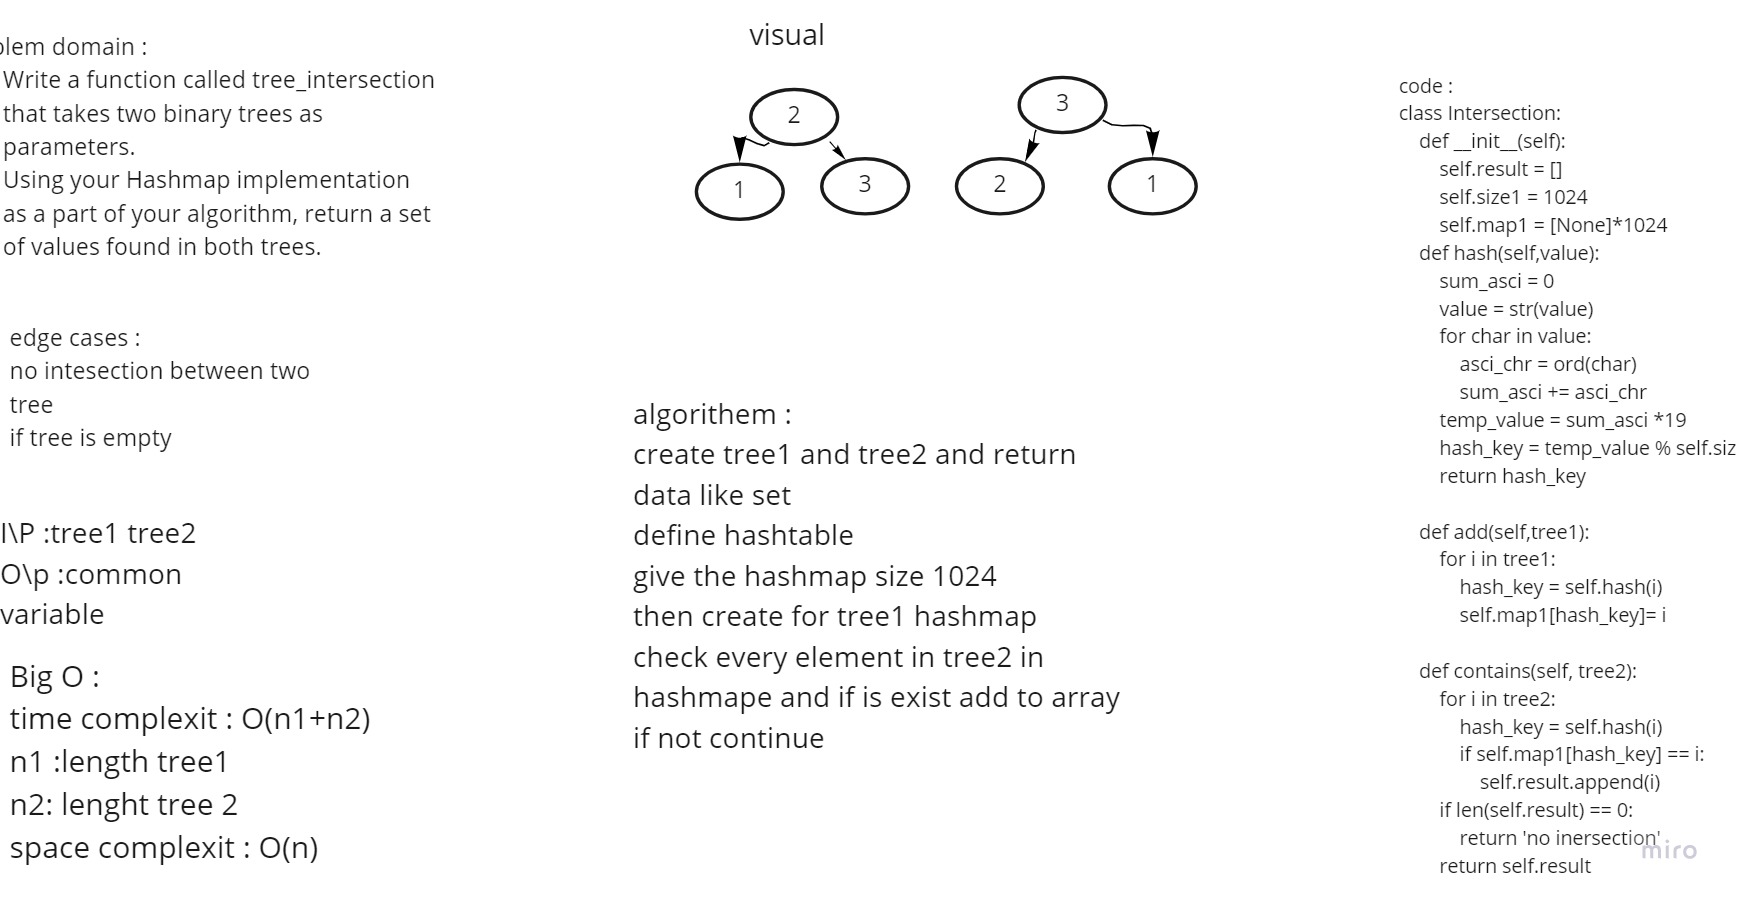 visual
blem domain :
Write a function called tree_intersection
that takes two binary trees as
parameters.
Using your Hashmap implementation
as a part of your algorithm, return a set
of values found in both trees.
edge cases :
no intesection between two
tree
if tree is empty
I\P :tree1 tree2
O\p :common
variable
Big O :
time complexit : O(n1+n2)
n1 :length tree1
n2: lenght tree 2
space complexit : O(n)
2
1
3
3
2
1
algorithem :
create tree1 and tree2 and return
data like set
define hashtable
give the hashmap size 1024
then create for tree1 hashmap
check every element in tree2 in
hashmape and if is exist add to array
if not continue
code :
class Intersection:
def __init__(self):
self.result = []
self.size1 = 1024
self.map1 = [None]*1024
def hash(self,value):
sum_asci = 0
value = str(value)
for char in value:
asci_chr = ord(char)
sum_asci += asci_chr
temp_value = sum_asci *19
hash_key = temp_value % self.siz
return hash_key
def add(self,tree1):
for i in tree1:
hash_key = self.hash(i)
self.map1[hash_key]= i
def contains(self, tree2):
for i in tree2:
hash_key = self.hash(i)
if self.map1[hash_key] == i:
self.result.append(i)
if len(self.result) == 0:
return 'no inersection'
return self.result
miro